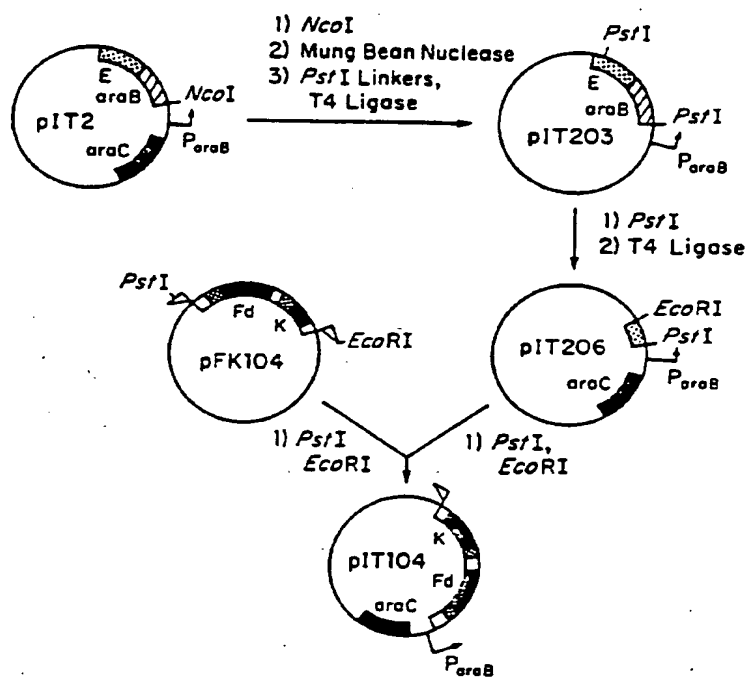 1) NcoI
2) Mung Bean Nuclease
3) PstI Linkers,
T4 Ligase
E
araB
NcoI
pIT2
araC
ParaB
PstI
E
araB
PstI
pIT203
ParaB
1) PstI
2) T4 Ligase
PstI
Fd
K
EcoRI
pFK104
EcoRI
PstI
pIT206
ParaB
araC
1) PstI
EcoRI
1) PstI,
EcoRI
K
pIT104
Fd
araC
ParaB